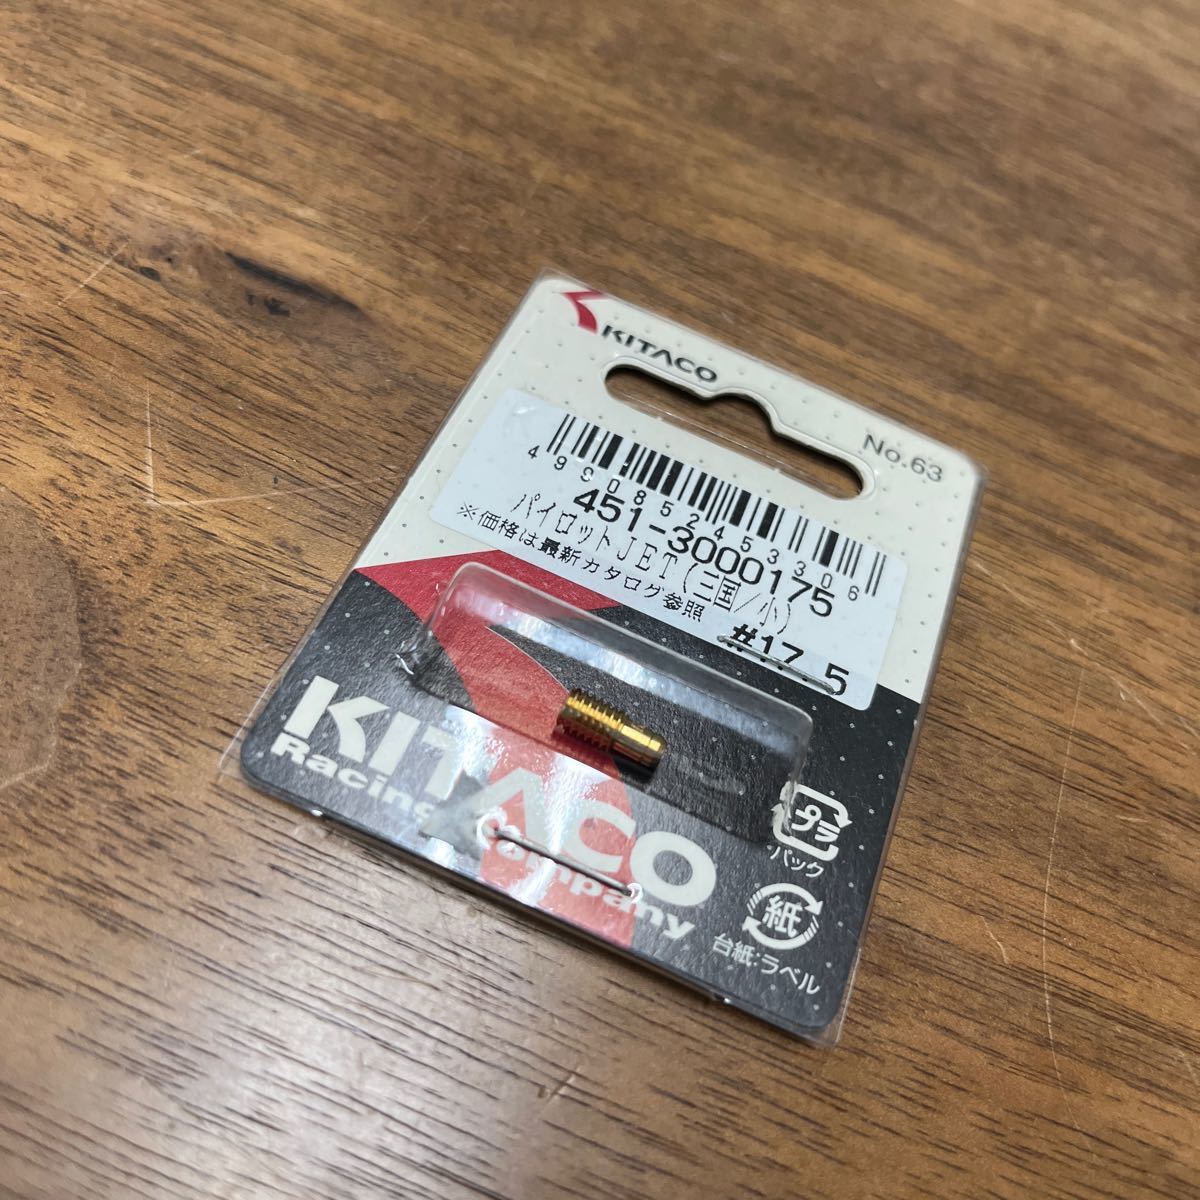 KITACO
No.63
4990852453306
451-3000175
パイロットJET(三国/小)
※価格は最新カタログ参照
#17.5
KITACO
Racing Company
プラ
パック
紙
台紙:ラベル